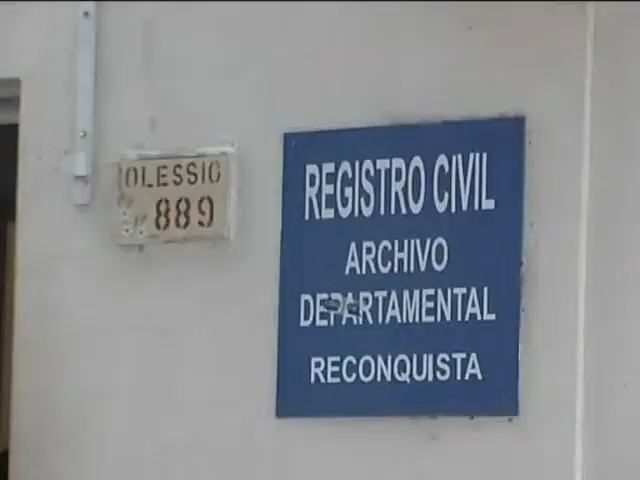 OLESSIO
889
REGISTRO CIVIL
ARCHIVO
DEPARTAMENTAL
RECONQUISTA